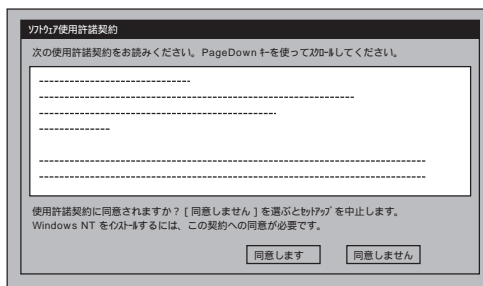 ソフトウェア使用許諾契約
次の使用許諾契約をお読みください。PageDown ｷｰを使ってｽｸﾛｰﾙしてください。
使用許諾契約に同意されますか？[ 同意しません ] を選ぶとｾｯﾄｱｯﾌﾟを中止します。
Windows NT をｲﾝｽﾄｰﾙするには、この契約への同意が必要です。
同意します
同意しません